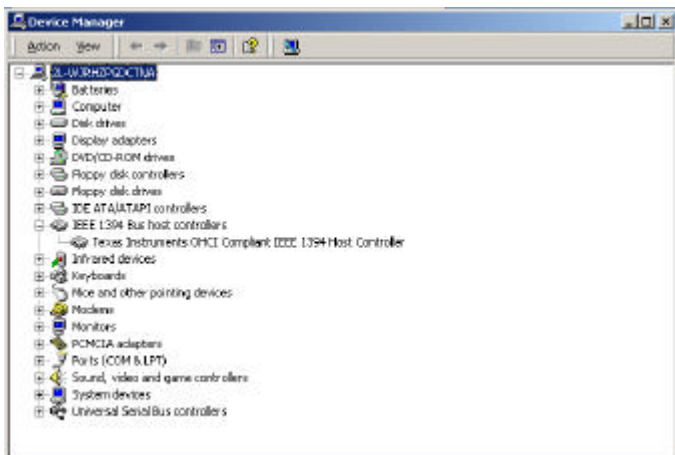 Device Manager
Action View
Batteries
Computer
Disk drives
Display adapters
DVD/CD-ROM drives
Floppy disk controllers
Floppy disk drives
IDE ATA/ATAPI controllers
IEEE 1394 Bus host controllers
Texas Instruments OHCI Compliant IEEE 1394 Host Controller
Infrared devices
Keyboards
Mice and other pointing devices
Modems
Monitors
PCMCIA adapters
Ports (COM & LPT)
Sound, video and game controllers
System devices
Universal Serial Bus controllers